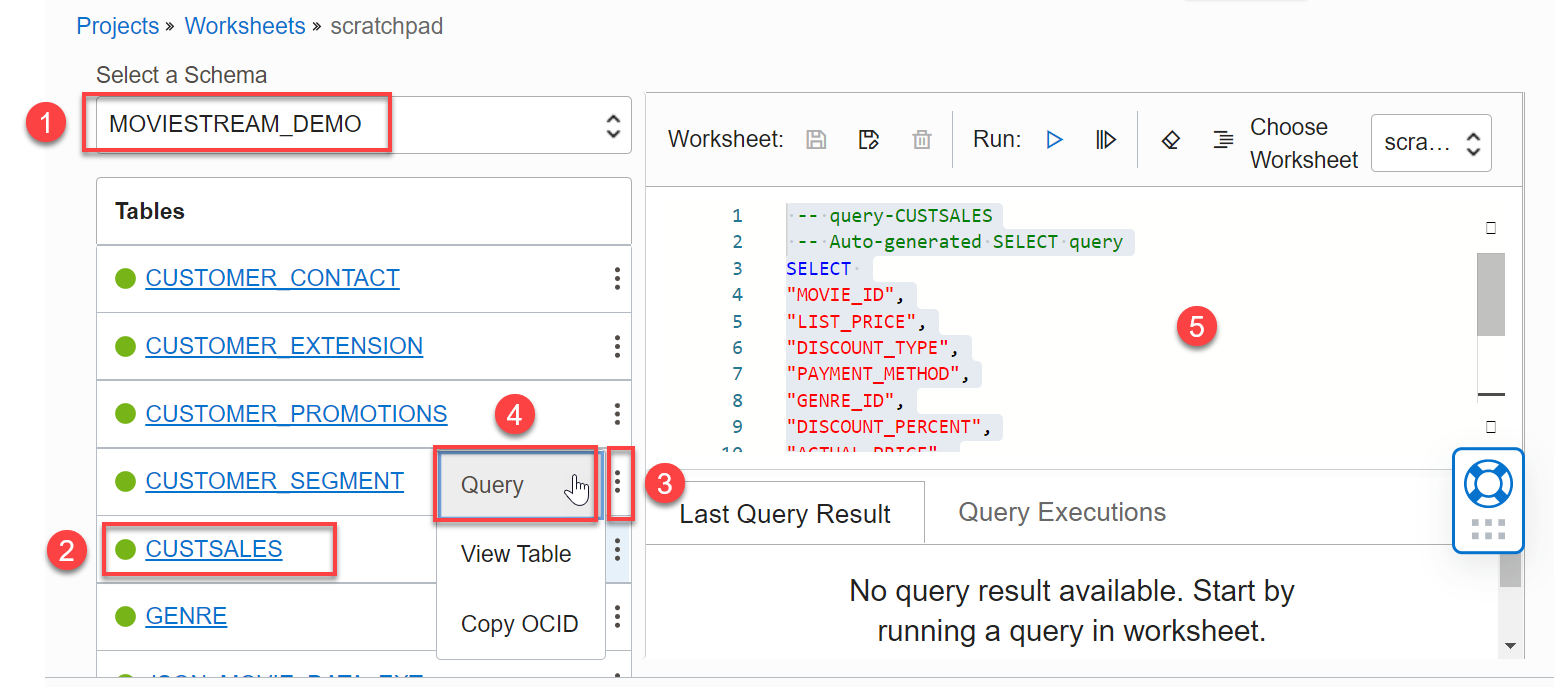 Projects » Worksheets » scratchpad
Select a Schema
1
MOVIESTREAM_DEMO
Tables
CUSTOMER_CONTACT
CUSTOMER_EXTENSION
CUSTOMER_PROMOTIONS
4
CUSTOMER_SEGMENT
Query
3
2
CUSTSALES
View Table
GENRE
Copy OCID
JSON_MOVIE_DATA_EXT
Worksheet:
Run:
Choose
Worksheet
scra...
1 -- query-CUSTSALES
2 -- Auto-generated SELECT query
3 SELECT
4 "MOVIE_ID",
5 "LIST_PRICE",
6 "DISCOUNT_TYPE",
7 "PAYMENT_METHOD",
8 "GENRE_ID",
9 "DISCOUNT_PERCENT",
10 "ACTUAL_PRICE",
5
Last Query Result
Query Executions
No query result available. Start by
running a query in worksheet.